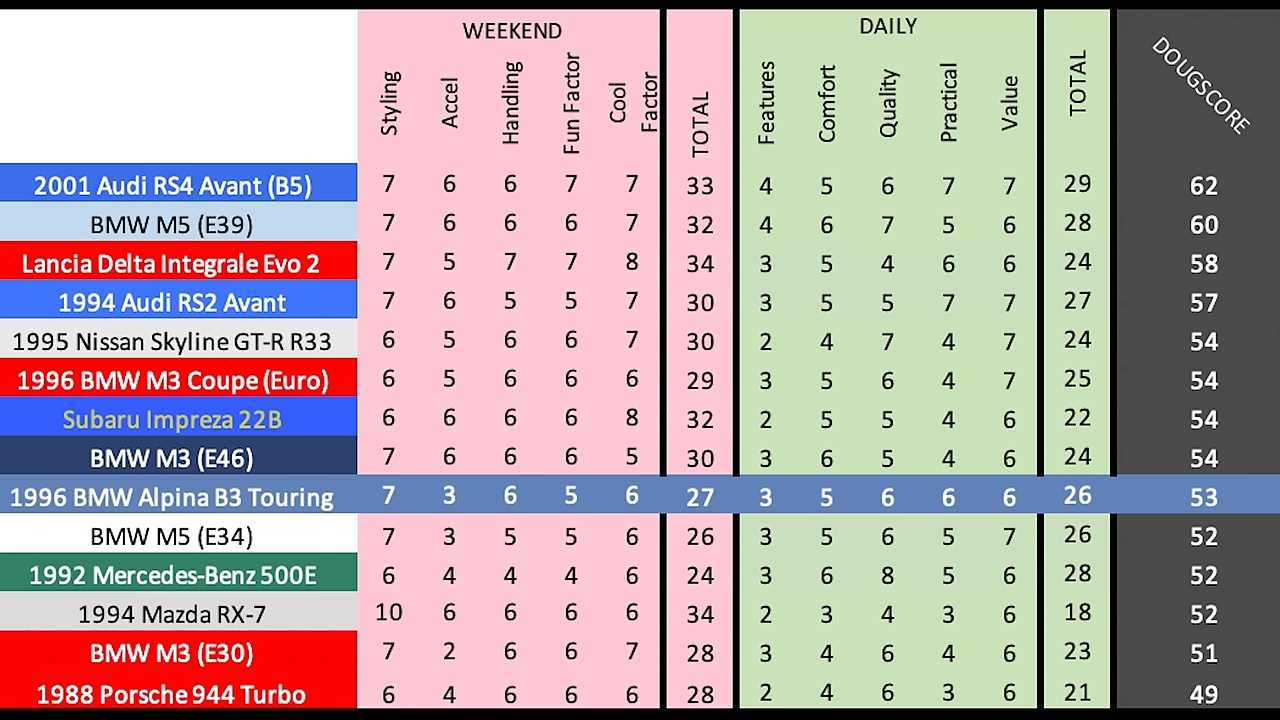 WEEKEND DAILY
Styling Accel Handling Fun Factor Cool Factor TOTAL Features Comfort Quality Practical Value TOTAL DOUGSCORE
2001 Audi RS4 Avant (B5) 7 6 6 7 7 33 4 5 6 7 7 29 62
BMW M5 (E39) 7 6 6 6 7 32 4 6 7 5 6 28 60
Lancia Delta Integrale Evo 2 7 5 7 7 8 34 3 5 4 6 6 24 58
1994 Audi RS2 Avant 7 6 5 5 7 30 3 5 5 7 7 27 57
1995 Nissan Skyline GT-R R33 6 5 6 6 7 30 2 4 7 4 7 24 54
1996 BMW M3 Coupe (Euro) 6 5 6 6 6 29 3 5 6 4 7 25 54
Subaru Impreza 22B 6 6 6 6 8 32 2 5 5 4 6 22 54
BMW M3 (E46) 7 6 6 6 5 30 3 6 5 4 6 24 54
1996 BMW Alpina B3 Touring 7 3 6 5 6 27 3 5 6 6 6 26 53
BMW M5 (E34) 7 3 5 5 6 26 3 5 6 5 7 26 52
1992 Mercedes-Benz 500E 6 4 4 4 6 24 3 6 8 5 6 28 52
1994 Mazda RX-7 10 6 6 6 6 34 2 3 4 3 6 18 52
BMW M3 (E30) 7 2 6 6 7 28 3 4 6 4 6 23 51
1988 Porsche 944 Turbo 6 4 6 6 6 28 2 4 6 3 6 21 49